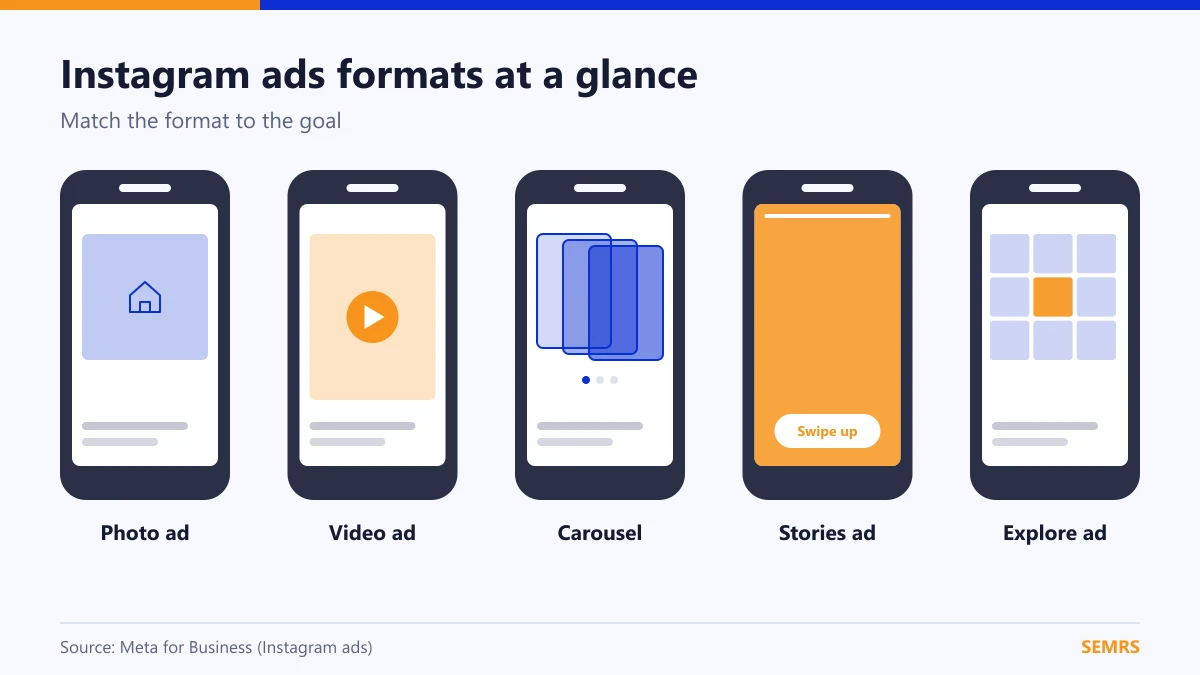 Instagram ads formats at a glance
Match the format to the goal
Swipe up
Photo ad
Video ad
Carousel
Stories ad
Explore ad
Source: Meta for Business (Instagram ads)
SEMRS